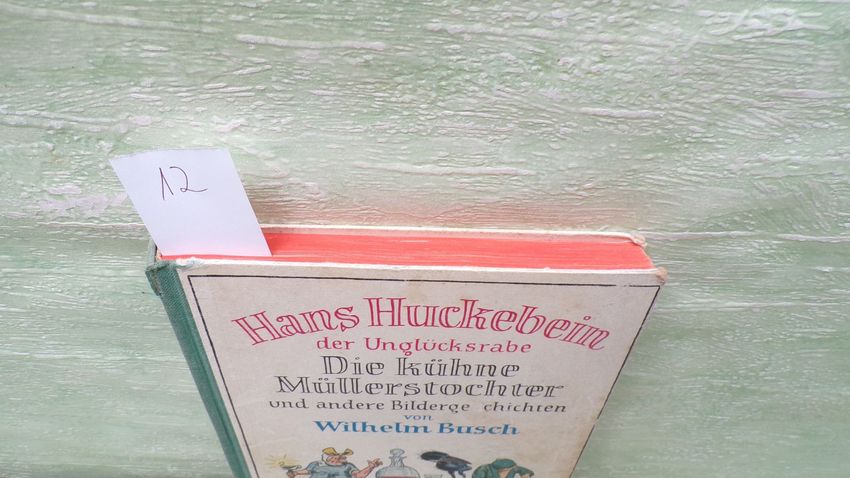 12
Hans Huckebein
der Unglücksrabe
Die kühne
Müllerstochter
und andere Bilderge chichten
von
Wilhelm Busch